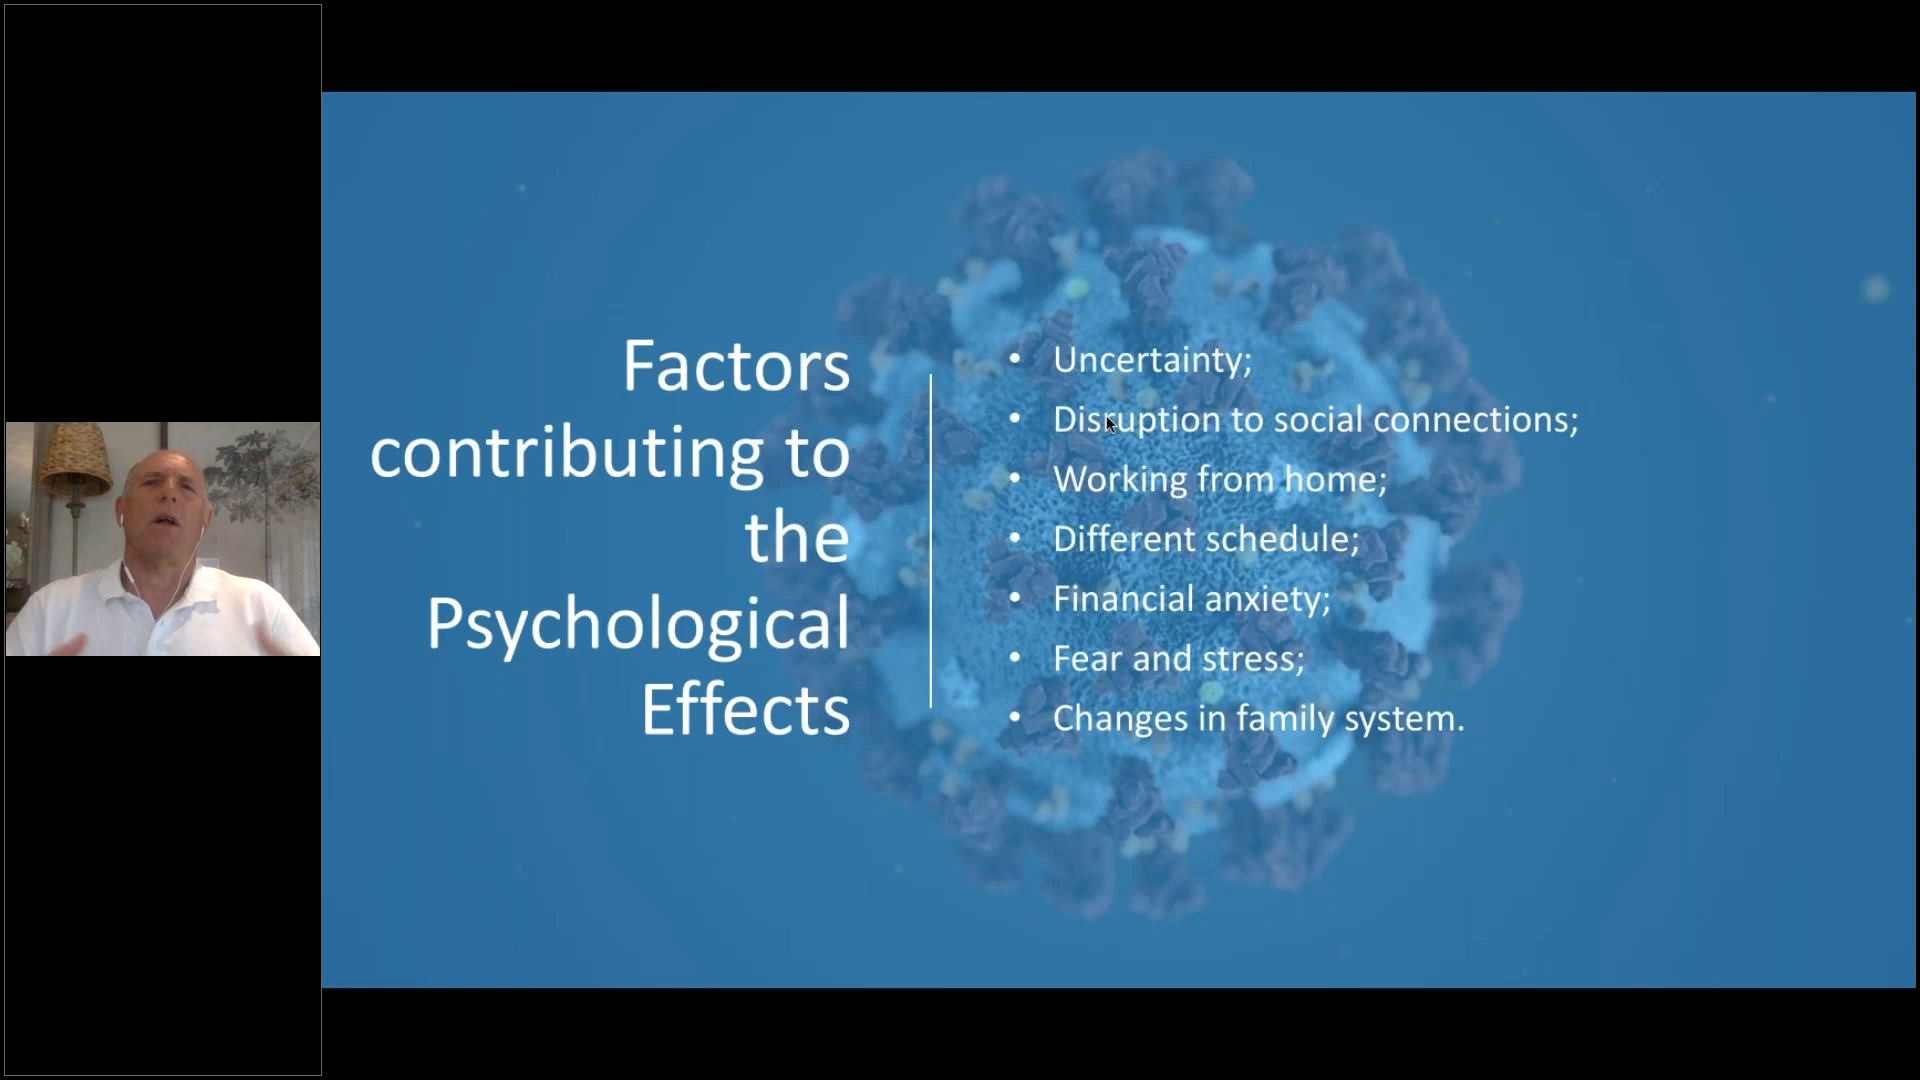 Factors
contributing to
the
Psychological
Effects
• Uncertainty;
• Disruption to social connections;
• Working from home;
• Different schedule;
• Financial anxiety;
• Fear and stress;
• Changes in family system.